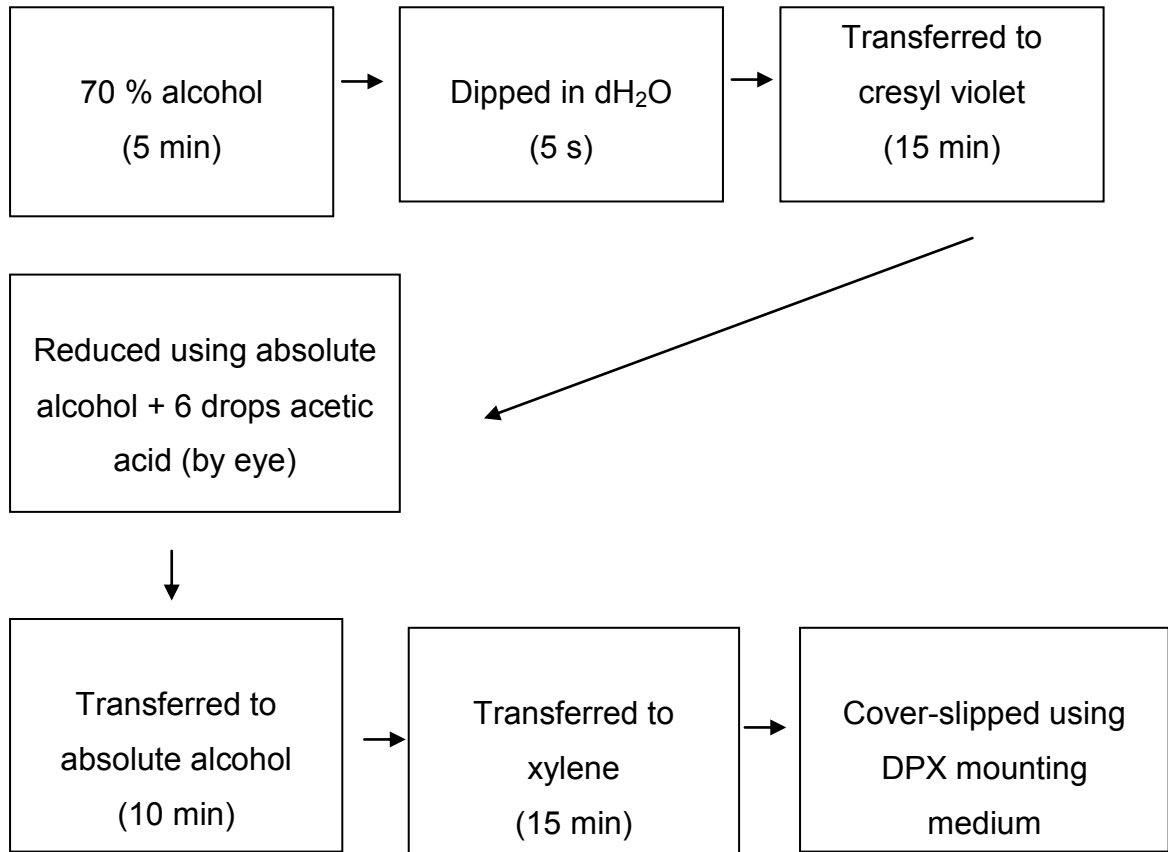 70 % alcohol
(5 min)
Dipped in dH₂O
(5 s)
Transferred to
cresyl violet
(15 min)
Reduced using absolute
alcohol + 6 drops acetic
acid (by eye)
Transferred to
absolute alcohol
(10 min)
Transferred to
xylene
(15 min)
Cover-slipped using
DPX mounting
medium